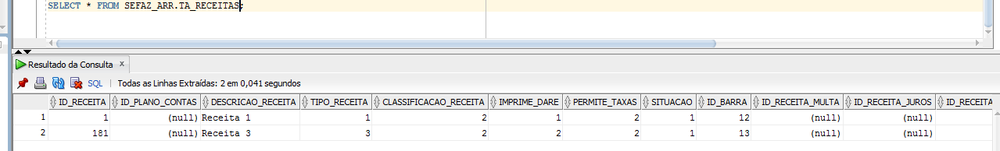 SELECT * FROM SEFAZ_ARR.TA_RECEITAS;
Resultado da Consulta x
SQL | Todas as Linhas Extraídas: 2 em 0,041 segundos
ID_RECEITA ID_PLANO_CONTAS DESCRICAO_RECEITA TIPO_RECEITA CLASSIFICACAO_RECEITA IMPRIME_DARE PERMITE_TAXAS SITUACAO ID_BARRA ID_RECEITA_MULTA ID_RECEITA_JUROS ID_RECEITA
1 1 (null) Receita 1 1 2 1 2 1 12 (null) (null)
2 181 (null) Receita 3 3 2 2 2 1 13 (null) (null)